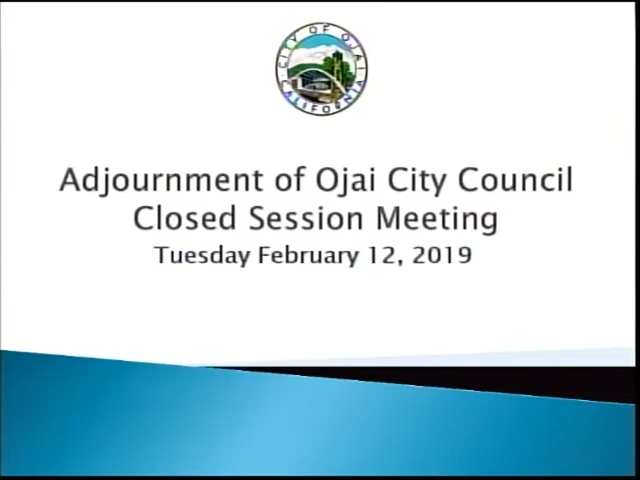 CITY OF OJAI
CALIFORNIA
Adjournment of Ojai City Council
Closed Session Meeting
Tuesday February 12, 2019